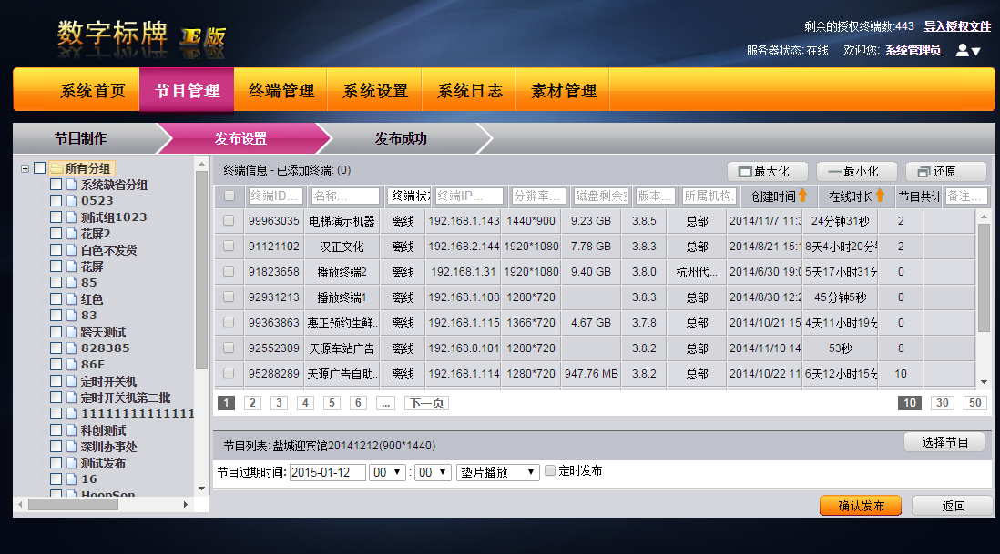 数字标牌 E版
剩余的授权终端数:443 导入授权文件
服务器状态: 在线 欢迎您: 系统管理员
系统首页 节目管理 终端管理 系统设置 系统日志 素材管理
节目制作 发布设置 发布成功
所有分组
系统缺省分组
0523
测试组1023
花屏2
白色不发货
花屏
85
红色
83
跨天测试
828385
86F
定时开关机
定时开关机第二批
11111111111111
科创测试
深圳办事处
测试发布
16
HoopSon
终端信息 - 已添加终端: (0) 最大化 最小化 还原
终端ID... 名称... 终端状态 终端IP... 分辨率... 磁盘剩余空 版本... 所属机构. 创建时间 在线时长 节目共计 备注...
99963035 电梯演示机器 离线 192.168.1.143 1440*900 9.23 GB 3.8.5 总部 2014/11/7 11:3 24分钟31秒 2
91121102 汉正文化 离线 192.168.2.144 1920*1080 7.78 GB 3.8.3 总部 2014/8/21 15:1 8天4小时20分钟 2
91823658 播放终端2 离线 192.168.1.31 1920*1080 9.40 GB 3.8.0 杭州代... 2014/6/30 19:0 5天17小时31分 0
92931213 播放终端1 离线 192.168.1.108 1280*720 3.8.3 总部 2014/8/30 12:2 45分钟5秒 0
99363863 惠正预约生鲜.. 离线 192.168.1.115 1366*720 4.67 GB 3.7.8 总部 2014/10/21 15 4天11小时19分 0
92552309 天源车站广告 离线 192.168.0.101 1280*720 3.8.2 总部 2014/11/10 14 53秒 8
95288289 天源广告自助.. 离线 192.168.1.114 1280*720 947.76 MB 3.8.2 总部 2014/10/22 11 6天12小时15分 10
1 2 3 4 5 6 ... 下一页 10 30 50
节目列表: 盐城迎宾馆20141212(900*1440) 选择节目
节目过期时间: 2015-01-12 00 : 00 垫片播放 定时发布
确认发布 返回